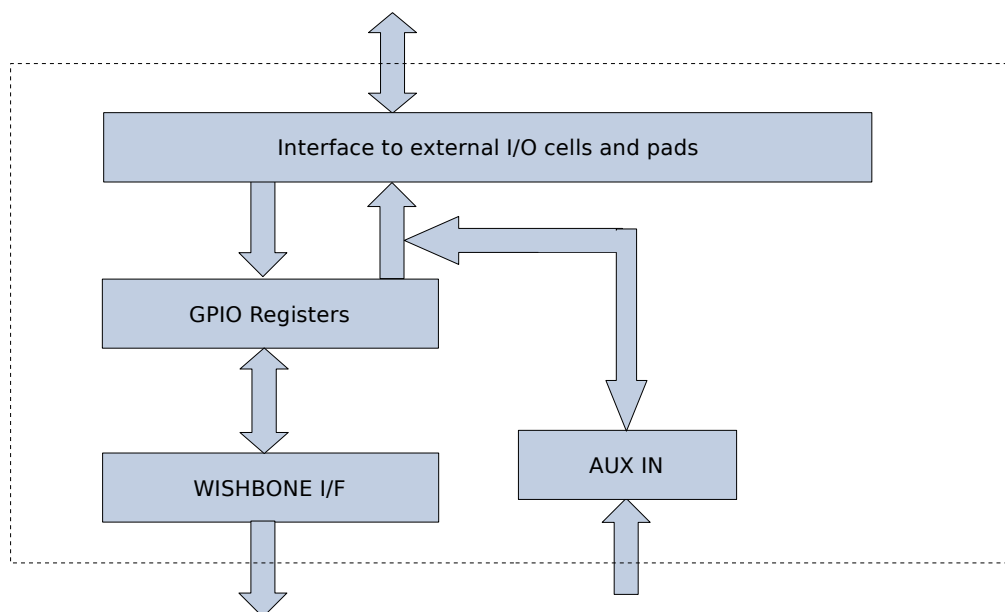 Interface to external I/O cells and pads
GPIO Registers
WISHBONE I/F
AUX IN